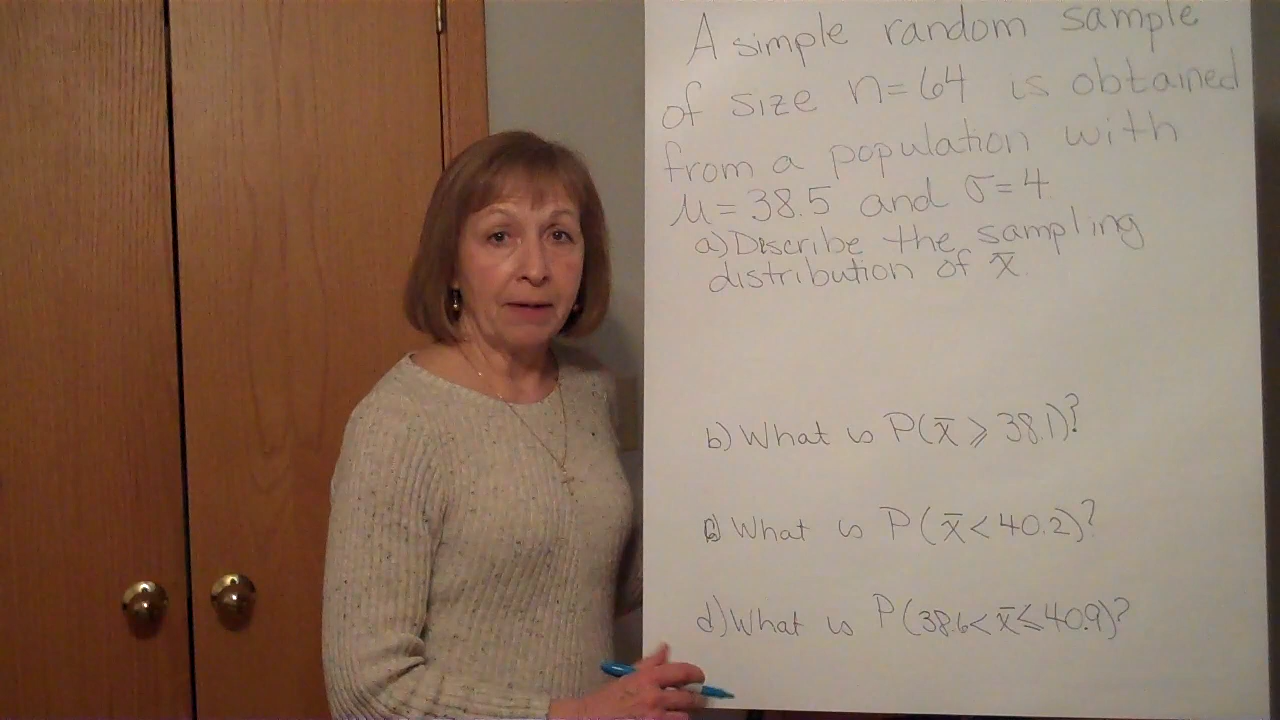 A simple random sample
of size n=64 is obtained
from a population with
μ=38.5 and σ=4.
a) Describe the sampling
distribution of x̄.
b) What is P(x̄ ⩾ 38.1)?
c) What is P(x̄ < 40.2)?
d) What is P(38.6 < x̄ ⩽ 40.9)?